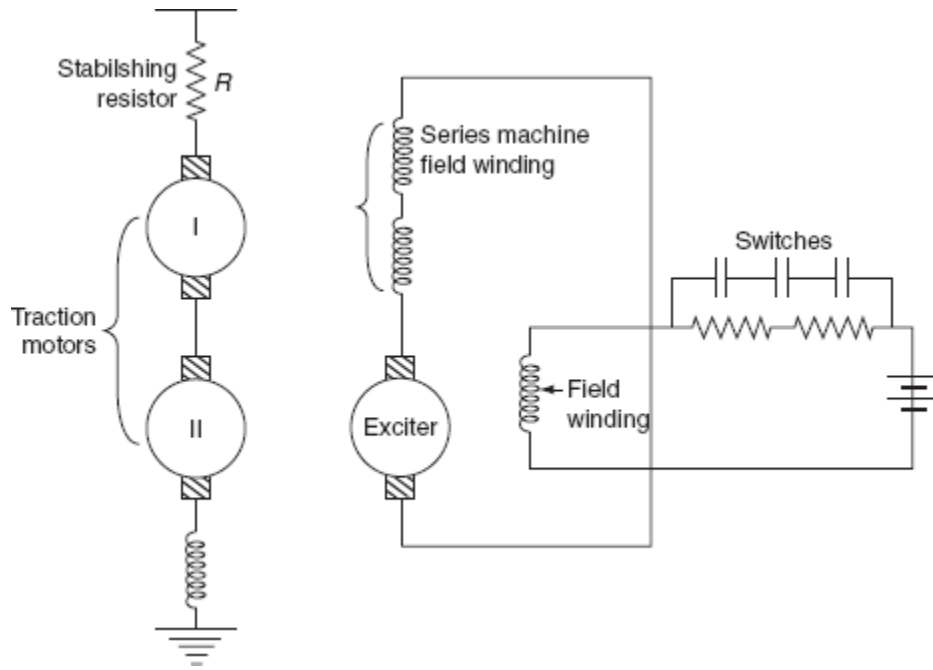 Stabilshing
resistor
R
Series machine
field winding
I
Switches
Traction
motors
Field
winding
II
Exciter